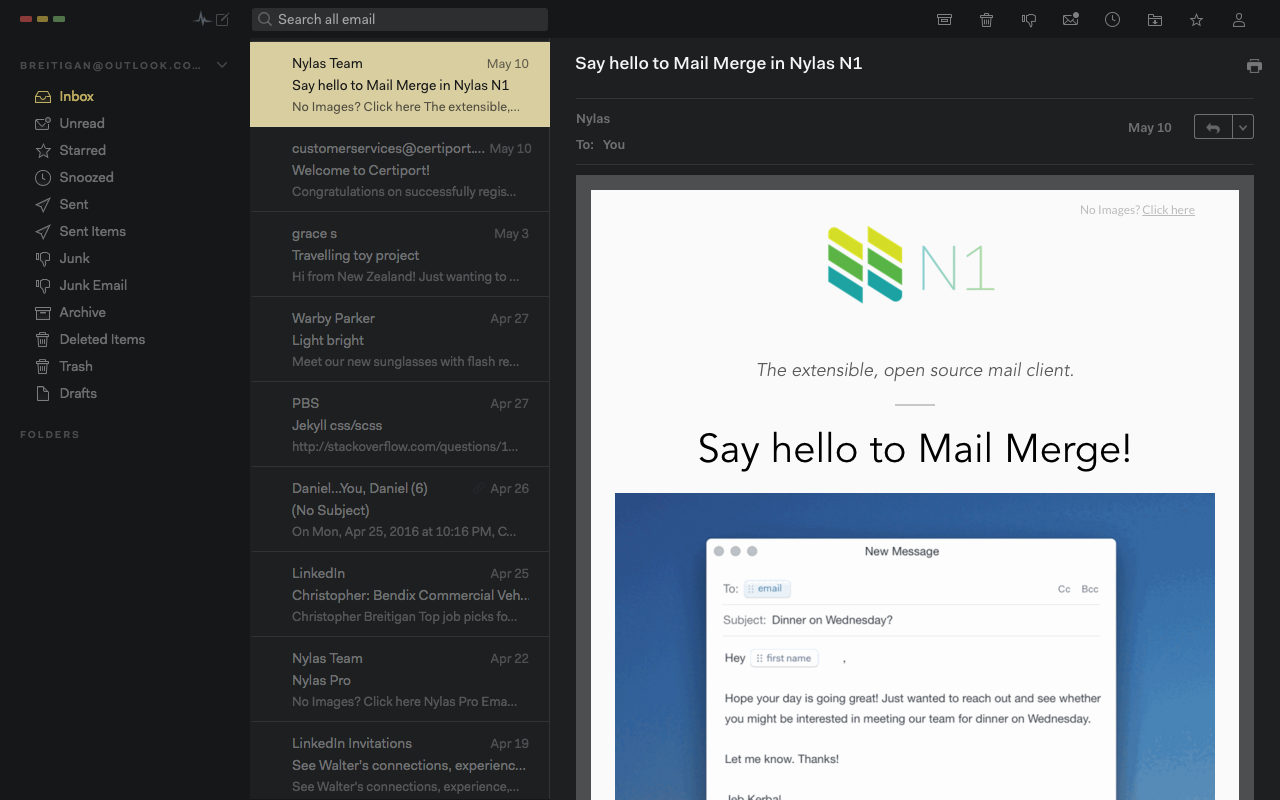 Search all email
BREITIGAN@OUTLOOK.CO...
Inbox
Unread
Starred
Snoozed
Sent
Sent Items
Junk
Junk Email
Archive
Deleted Items
Trash
Drafts
FOLDERS
Nylas Team May 10
Say hello to Mail Merge in Nylas N1
No Images? Click here The extensible,...
customerservices@certiport.... May 10
Welcome to Certiport!
Congratulations on successfully regis...
grace s May 3
Travelling toy project
Hi from New Zealand! Just wanting to ...
Warby Parker Apr 27
Light bright
Meet our new sunglasses with flash re...
PBS Apr 27
Jekyll css/scss
http://stackoverflow.com/questions/1...
Daniel...You, Daniel (6) Apr 26
(No Subject)
On Mon, Apr 25, 2016 at 10:16 PM, C...
LinkedIn Apr 25
Christopher: Bendix Commercial Veh...
Christopher Breitigan Top job picks fo...
Nylas Team Apr 22
Nylas Pro
No Images? Click here Nylas Pro Ema...
LinkedIn Invitations Apr 19
See Walter's connections, experienc...
See Walter's connections, experience,...
Say hello to Mail Merge in Nylas N1
Nylas
May 10
To: You
No Images? Click here
N1
The extensible, open source mail client.
Say hello to Mail Merge!
New Message
To: email Cc Bcc
Subject: Dinner on Wednesday?
Hey first name ,
Hope your day is going great! Just wanted to reach out and see whether
you might be interested in meeting our team for dinner on Wednesday.
Let me know. Thanks!
Jeb Kerbal